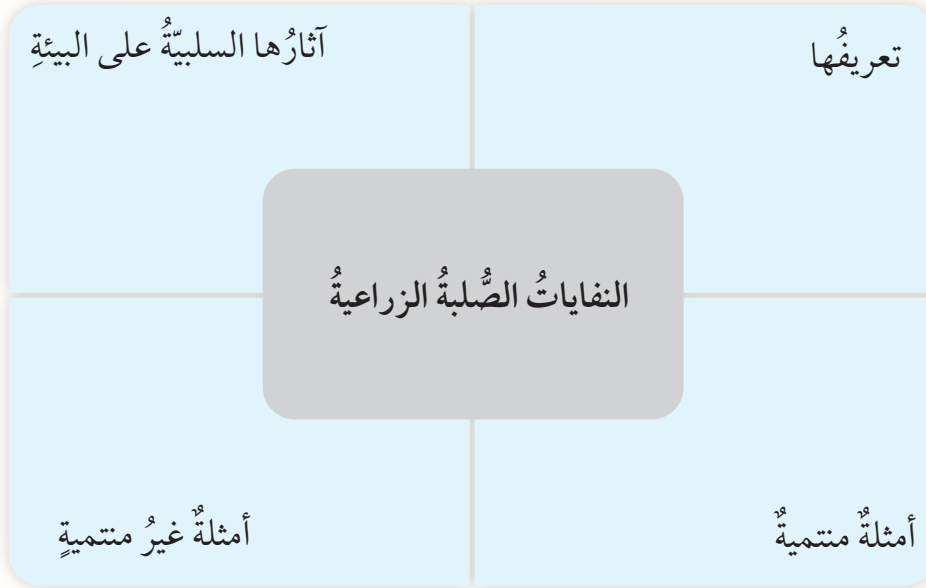 تعريفُها
آثارُها السلبيّةُ على البيئةِ
النفاياتُ الصُّلبةُ الزراعيةُ
أمثلةٌ منتميةٌ
أمثلةٌ غيرُ منتميةٍ